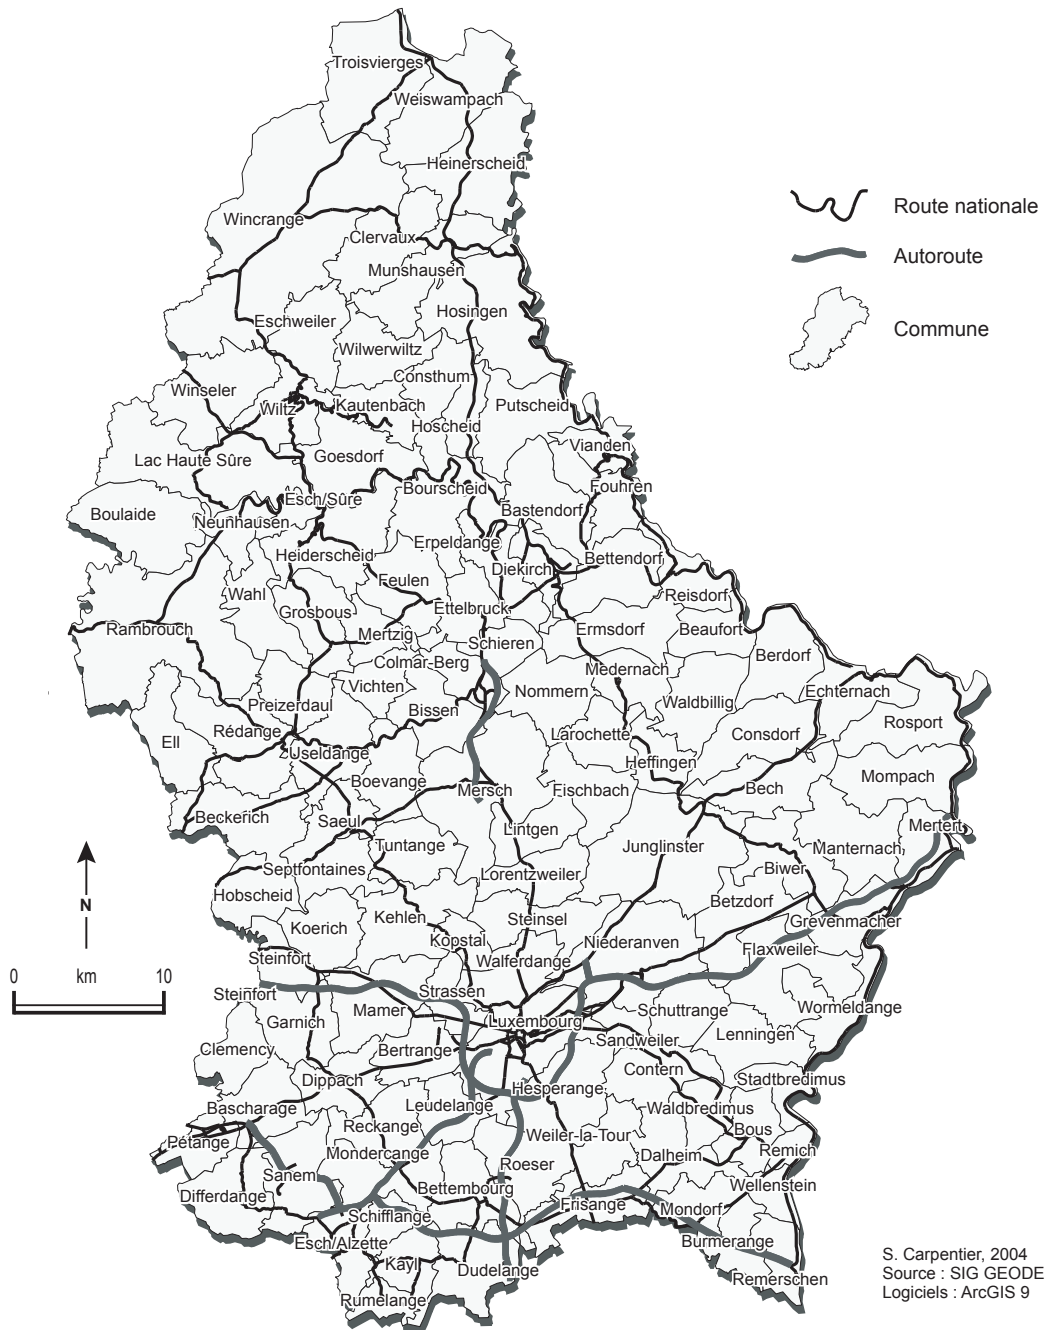 Troisvierges
Weiswampach
Heinerscheid
Route nationale
Wincrange
Clervaux
Autoroute
Munshausen
Hosingen
Eschweiler
Commune
Wilwerwiltz
Consthum
Winseler
Wiltz
Kautenbach
Putscheid
Hoscheid
Vianden
Lac Haute Sûre
Goesdorf
Bourscheid
Fouhren
Esch/Sûre
Boulaide
Neunhausen
Bastendorf
Erpeldange
Heiderscheid
Diekirch
Bettendorf
Feulen
Wahl
Reisdorf
Grosbous
Ettelbruck
Rambrouch
Mertzig
Ermsdorf
Beaufort
Schieren
Colmar-Berg
Berdorf
Medernach
Vichten
Nommern
Echternach
Preizerdaul
Bissen
Waldbillig
Rosport
Rédange
Ell
Larochette
Consdorf
Useldange
Heffingen
Boevange
Mompach
Mersch
Fischbach
Bech
Beckerich
Saeul
Lintgen
Mertert
Tuntange
Junglinster
Manternach
Septfontaines
Lorentzweiler
Biwer
Hobscheid
Betzdorf
N
Kehlen
Steinsel
Grevenmacher
Koerich
Kopstal
Niederanven
Flaxweiler
Steinfort
Walferdange
0 km 10
Steinfort
Strassen
Mamer
Schuttrange
Wormeldange
Garnich
Luxembourg
Lenningen
Clemency
Bertrange
Sandweiler
Contern
Dippach
Hesperange
Stadtbredimus
Bascharage
Leudelange
Waldbredimus
Reckange
Bous
Pétange
Weiler-la-Tour
Mondercange
Dalheim
Remich
Sanem
Roeser
Differdange
Bettembourg
Wellenstein
Frisange
Mondorf
Schifflange
Esch/Alzette
Burmerange
Kayl
Dudelange
Remerschen
Rumelange
S. Carpentier, 2004
Source : SIG GEODE
Logiciels : ArcGIS 9